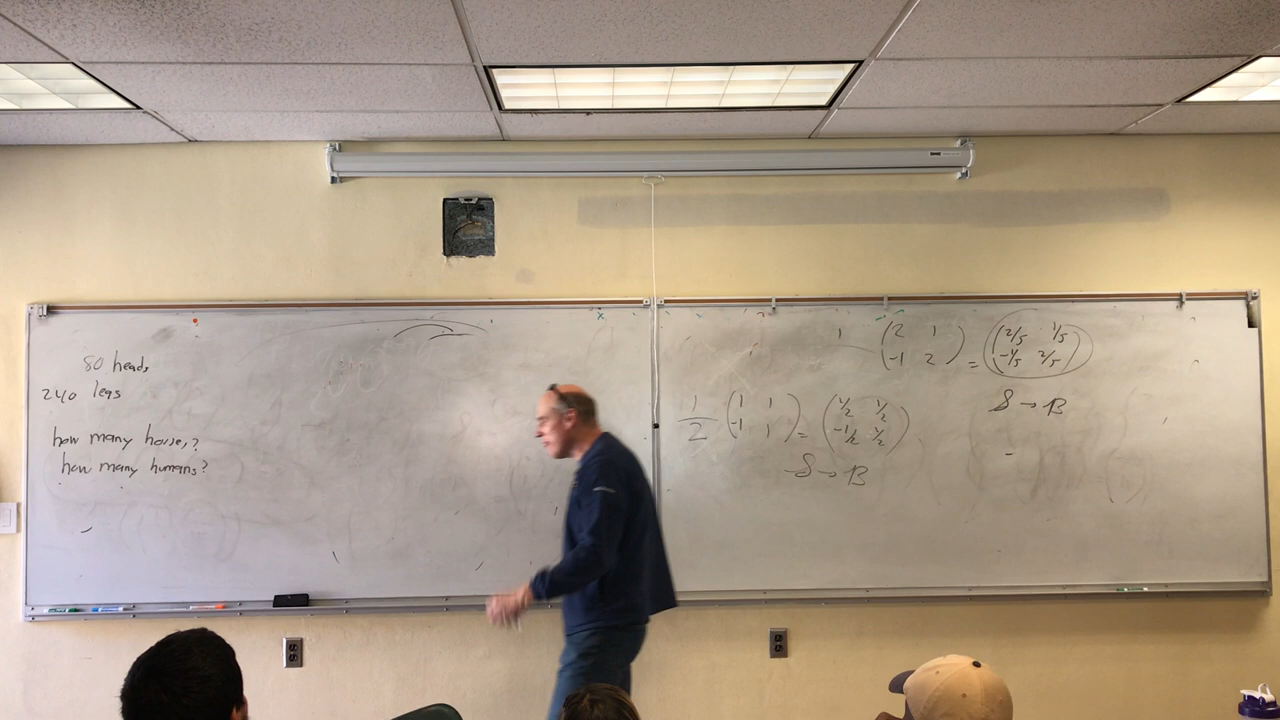 80 heads
240 legs
how many horses?
how many humans?
1/2 ( 1 1 ; -1 1 ) = ( 1/2 1/2 ; -1/2 1/2 )
S → B
( 2 1 ; -1 2 ) = ( 2/5 1/5 ; -1/5 2/5 )
S → B